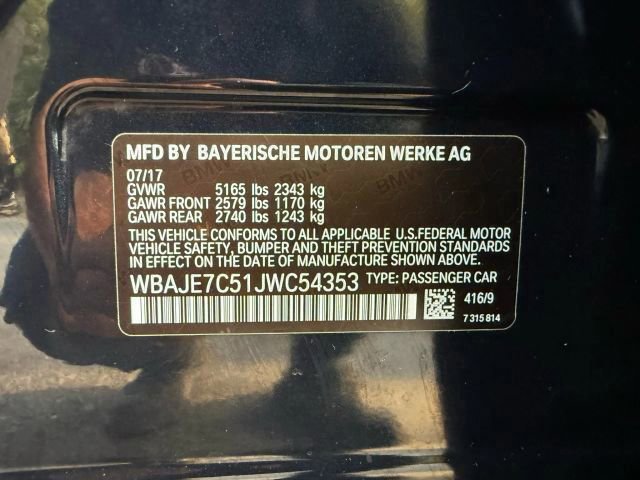 MFD BY BAYERISCHE MOTOREN WERKE AG
07/17
GVWR 5165 lbs 2343 kg
GAWR FRONT 2579 lbs 1170 kg
GAWR REAR 2740 lbs 1243 kg
THIS VEHICLE CONFORMS TO ALL APPLICABLE U.S.FEDERAL MOTOR
VEHICLE SAFETY, BUMPER AND THEFT PREVENTION STANDARDS
IN EFFECT ON THE DATE OF MANUFACTURE SHOWN ABOVE.
WBAJE7C51JWC54353 TYPE: PASSENGER CAR
416/9
7 315 814